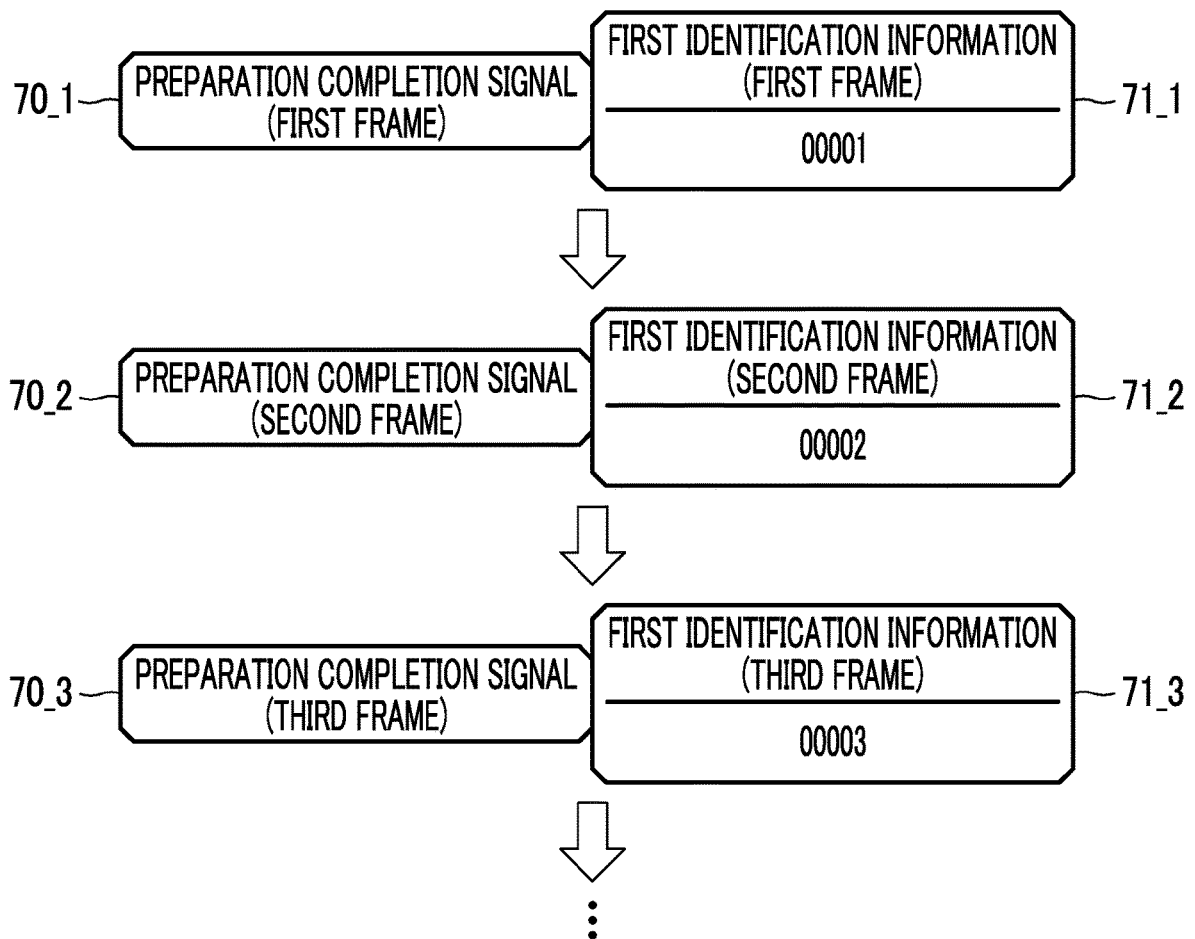 FIRST IDENTIFICATION INFORMATION
(FIRST FRAME)
70_1
PREPARATION COMPLETION SIGNAL
(FIRST FRAME)
71_1
00001
FIRST IDENTIFICATION INFORMATION
(SECOND FRAME)
70_2
PREPARATION COMPLETION SIGNAL
(SECOND FRAME)
71_2
00002
FIRST IDENTIFICATION INFORMATION
(THIRD FRAME)
70_3
PREPARATION COMPLETION SIGNAL
(THIRD FRAME)
71_3
00003